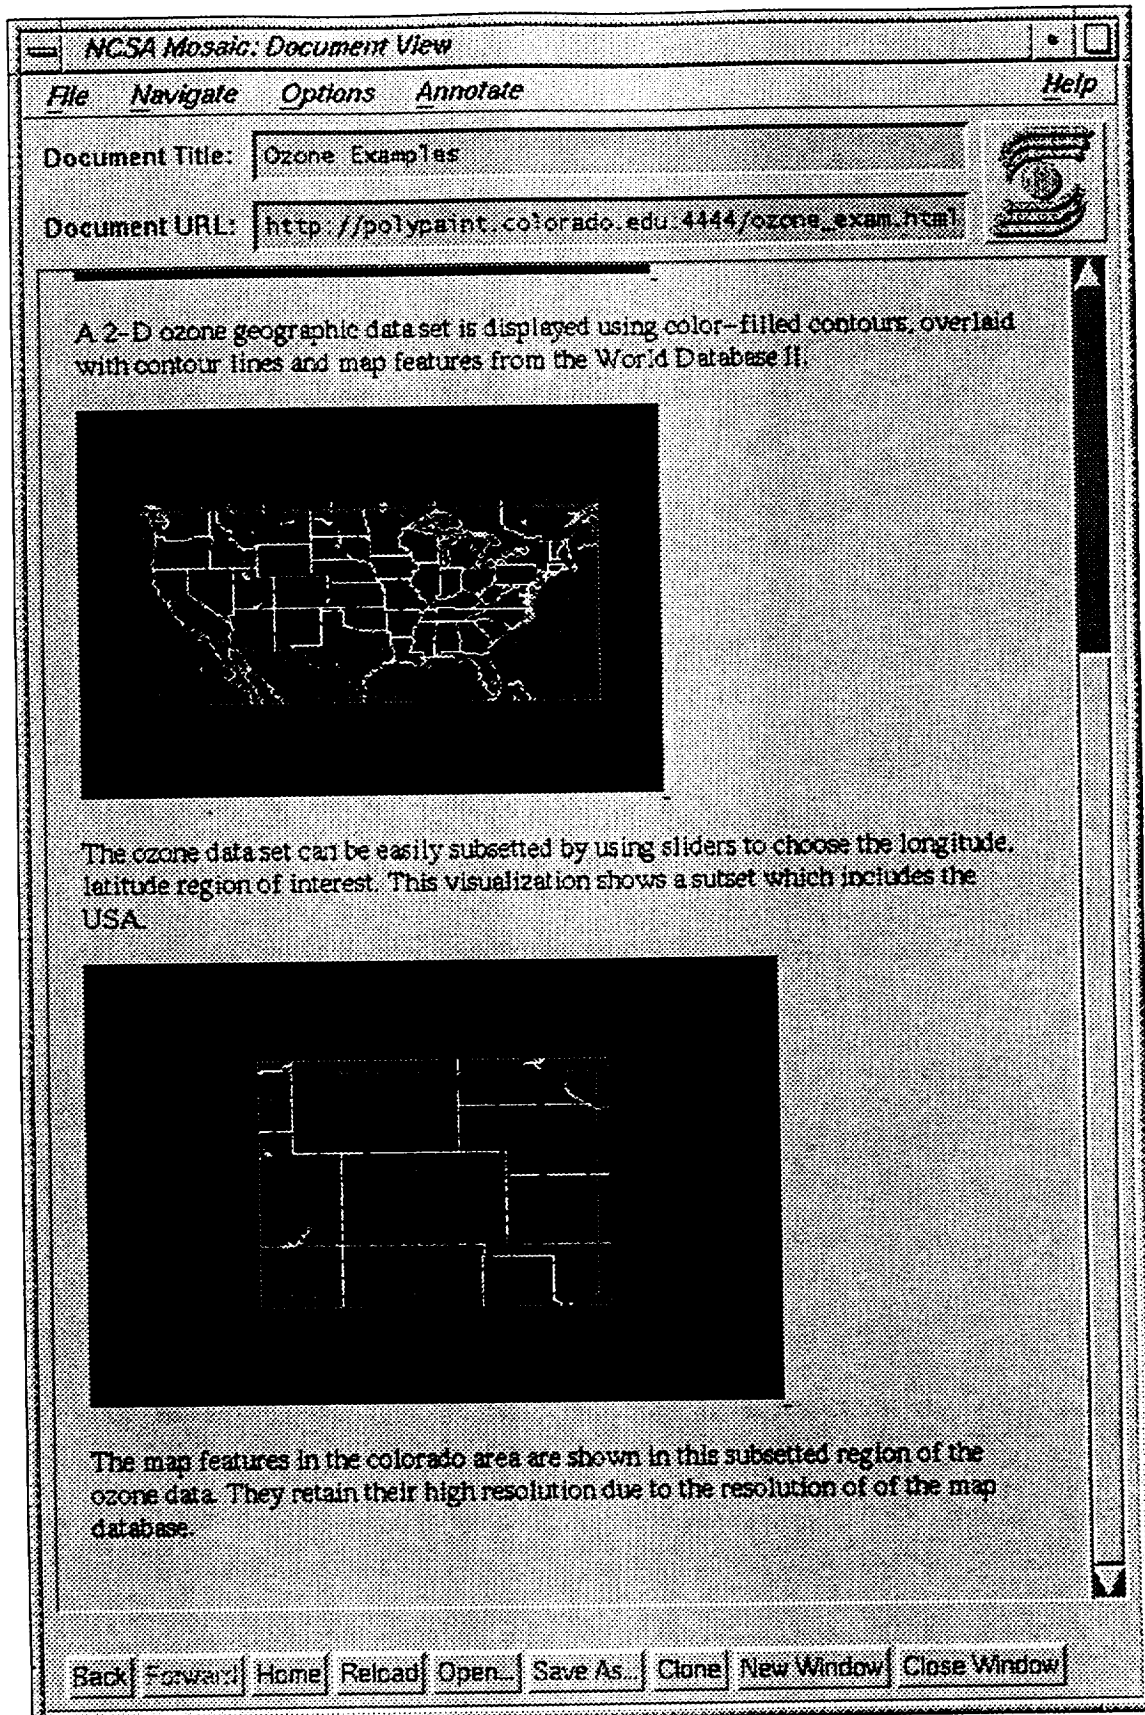 NCSA Mosaic: Document View
File Navigate Options Annotate Help
Document Title: Ozone Examples
Document URL: http://polypaint.colorado.edu:4444/ozone_exam.html
A 2-D ozone geographic data set is displayed using color-filled contours, overlaid
with contour lines and map features from the World Database II.
The ozone data set can be easily subsetted by using sliders to choose the longitude,
latitude region of interest. This visualization shows a sutset which includes the
USA.
The map features in the colorado area are shown in this subsetted region of the
ozone data. They retain their high resolution due to the resolution of of the map
database.
Back Forward Home Reload Open... Save As... Clone New Window Close Window